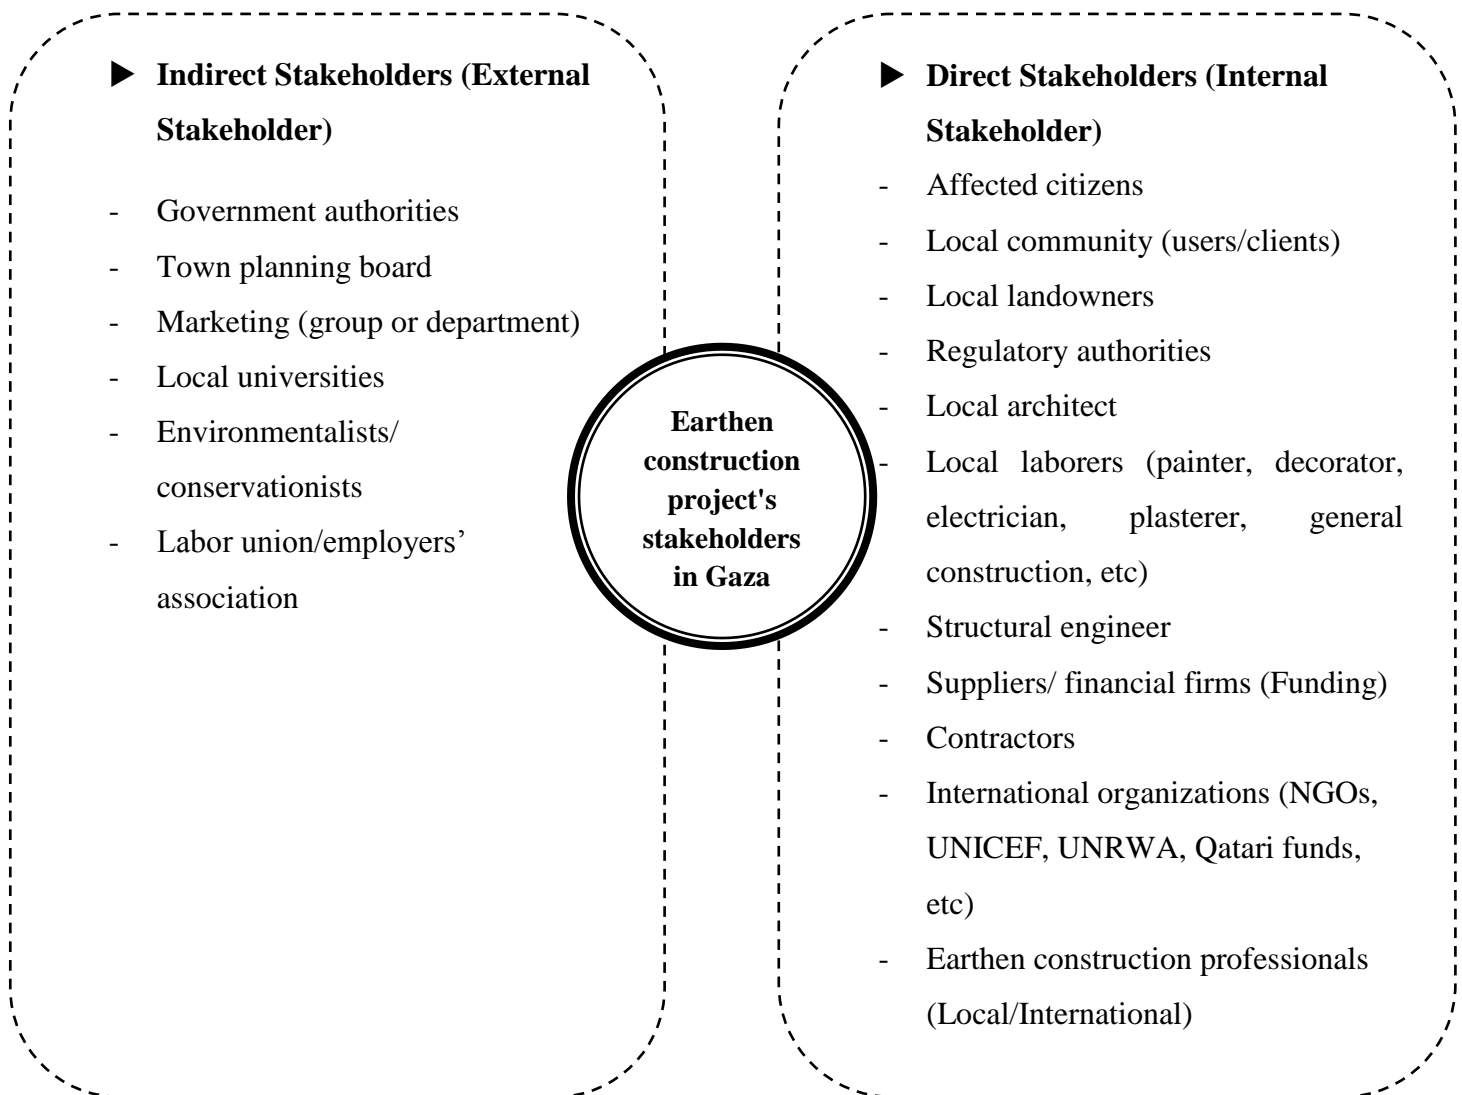 ▶ Indirect Stakeholders (External
Stakeholder)
- Government authorities
- Town planning board
- Marketing (group or department)
- Local universities
- Environmentalists/
conservationists
- Labor union/employers’
association
Earthen
construction
project's
stakeholders
in Gaza
▶ Direct Stakeholders (Internal
Stakeholder)
- Affected citizens
- Local community (users/clients)
- Local landowners
- Regulatory authorities
- Local architect
- Local laborers (painter, decorator,
electrician, plasterer, general
construction, etc)
- Structural engineer
- Suppliers/ financial firms (Funding)
- Contractors
- International organizations (NGOs,
UNICEF, UNRWA, Qatari funds,
etc)
- Earthen construction professionals
(Local/International)